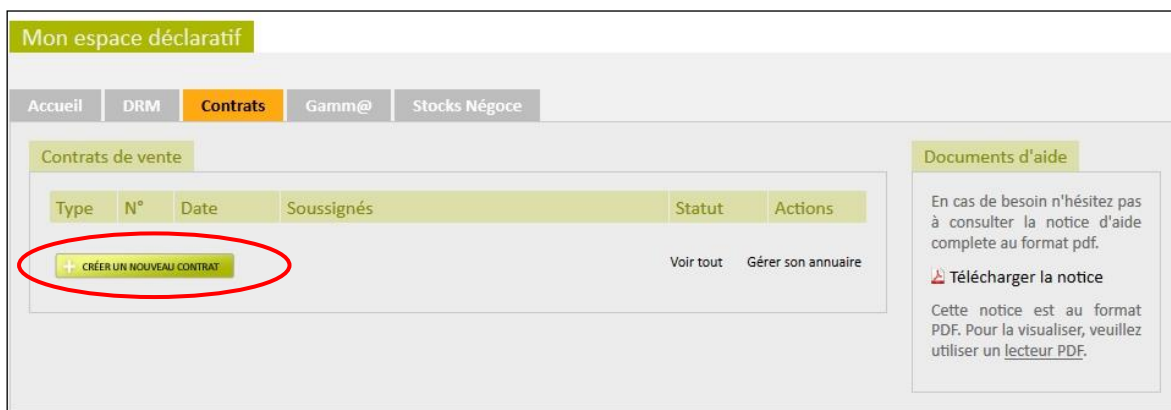 Mon espace déclaratif
Accueil DRM Contrats Gamm@ Stocks Négoce
Contrats de vente
Type N° Date Soussignés Statut Actions
CRÉER UN NOUVEAU CONTRAT Voir tout Gérer son annuaire
Documents d'aide
En cas de besoin n'hésitez pas
à consulter la notice d'aide
complete au format pdf.
Télécharger la notice
Cette notice est au format
PDF. Pour la visualiser, veuillez
utiliser un lecteur PDF.